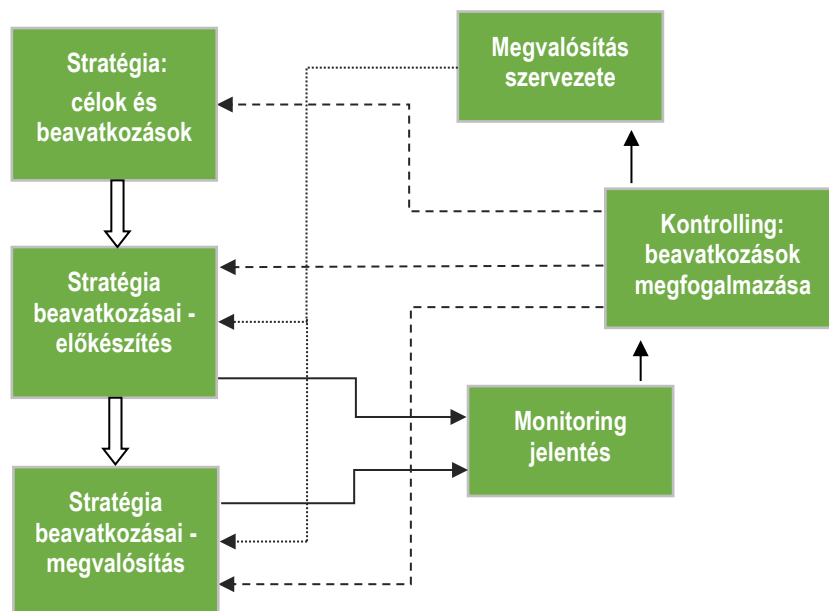 Stratégia:
célok és
beavatkozások
Megvalósítás
szervezete
Kontrolling:
beavatkozások
megfogalmazása
Stratégia
beavatkozásai -
előkészítés
Monitoring
jelentés
Stratégia
beavatkozásai -
megvalósítás